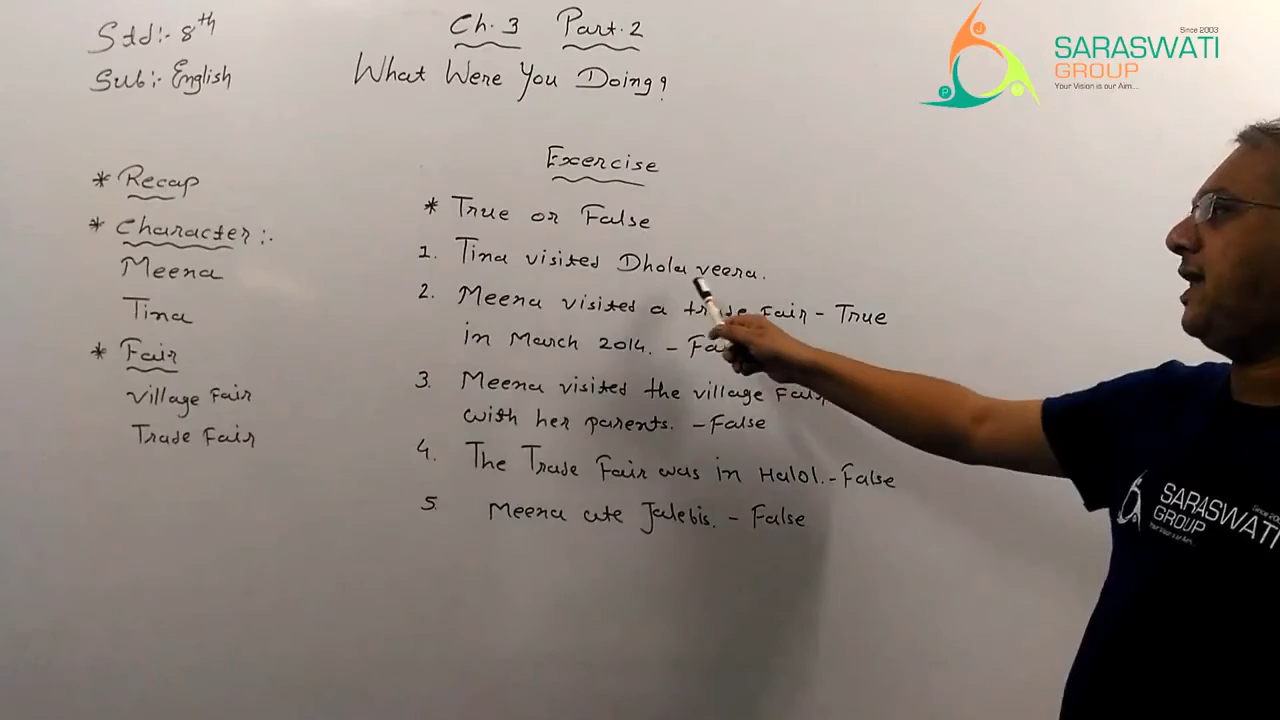 Std:- 8th
Sub:- English
Ch. 3 Part. 2
What Were You Doing?
Since 2003
SARASWATI
GROUP
Your Vision is our Aim...
* Recap
* Character:-
Meena
Tina
* Fair
Village Fair
Trade Fair
Exercise
* True or False
1. Tina visited Dholaveera.
2. Meena visited a Fair - True
in March 2014. -
3. Meena visited the village
with her parents. - False
4. The Trade Fair was in Halol. - False
5. Meena ate Jalebis. - False
SARASWATI
GROUP